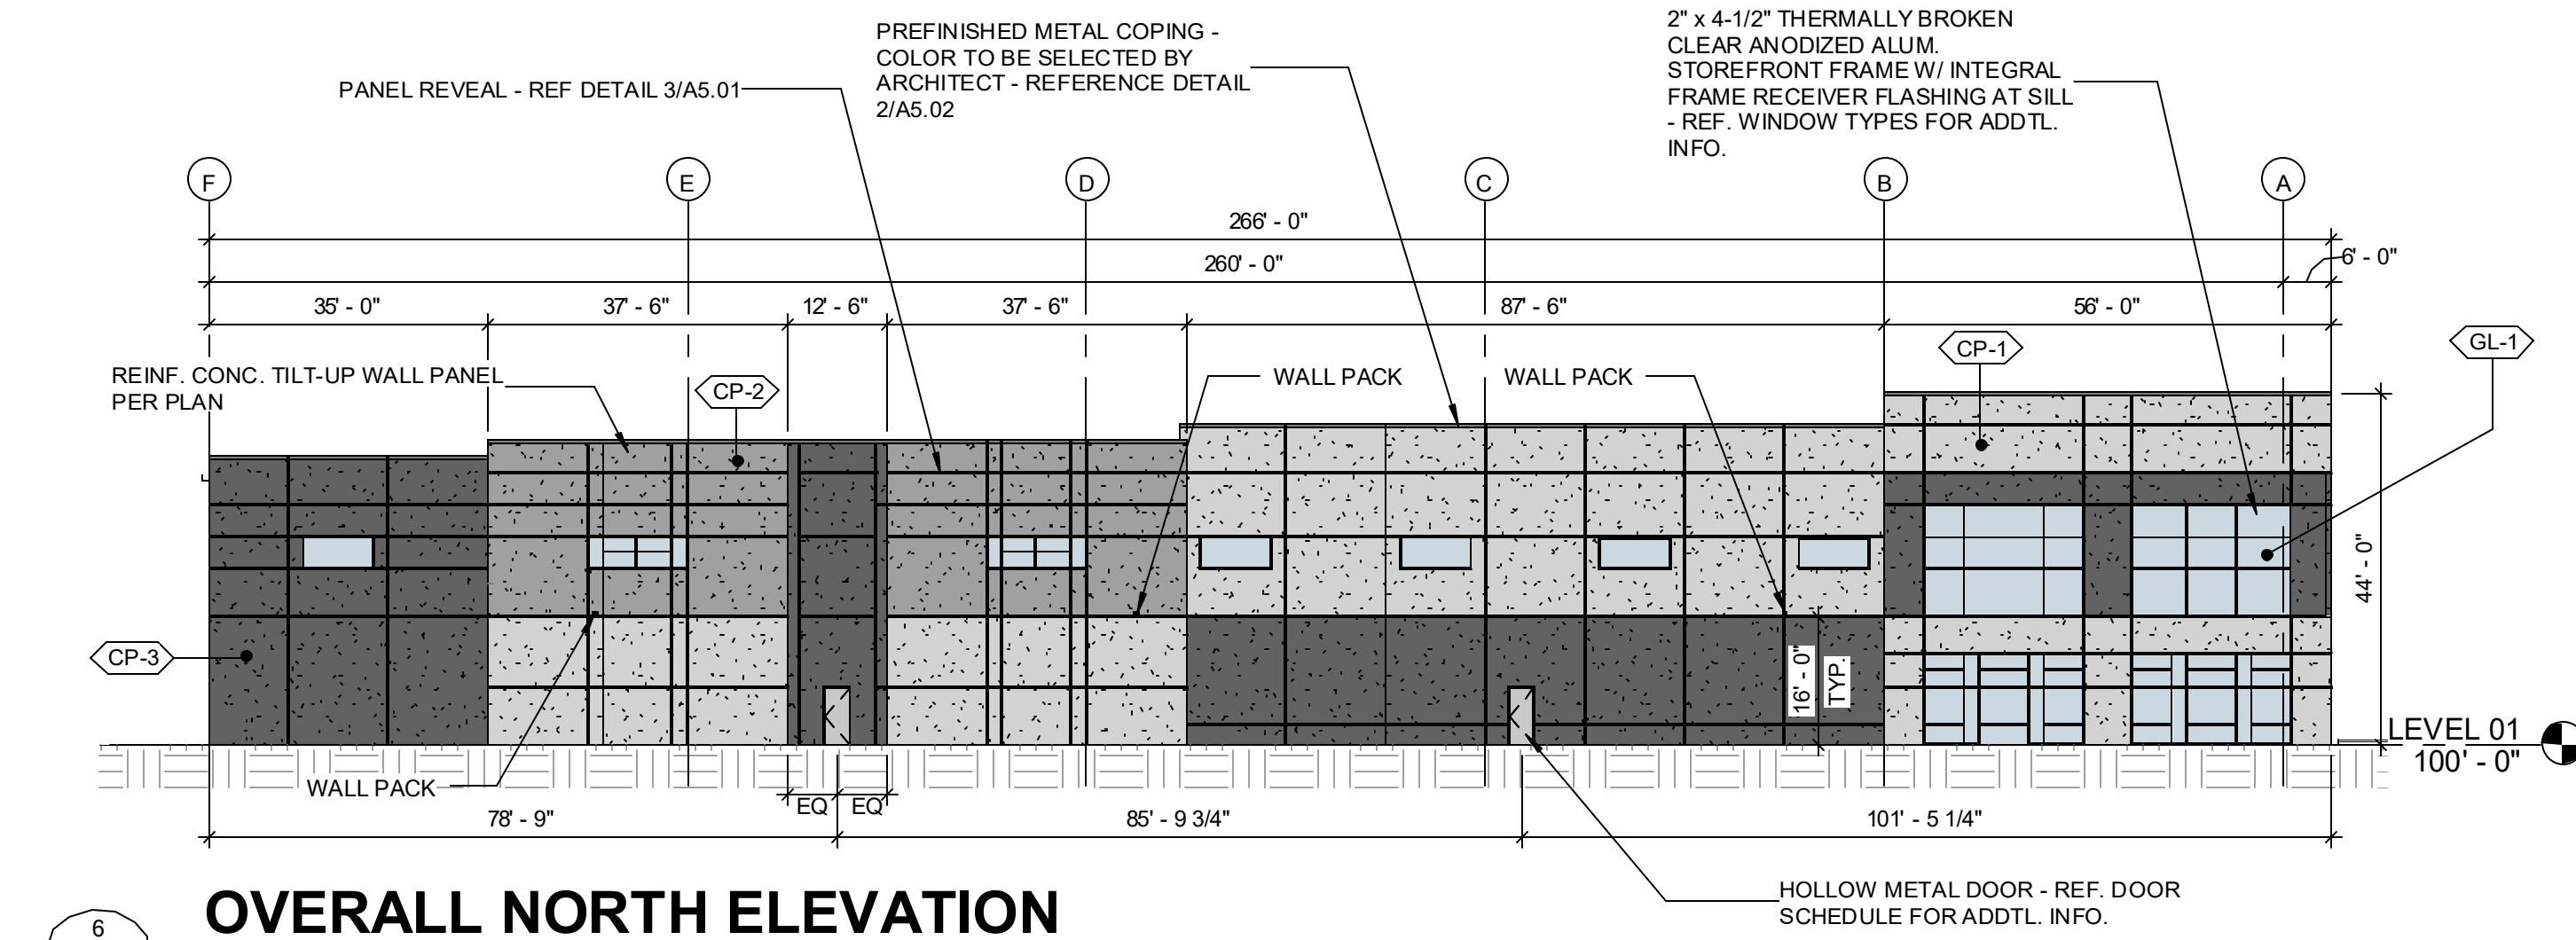 2" x 4-1/2" THERMALLY BROKEN
CLEAR ANODIZED ALUM.
STOREFRONT FRAME W/ INTEGRAL
FRAME RECEIVER FLASHING AT SILL
- REF. WINDOW TYPES FOR ADDTL.
INFO.
PREFINISHED METAL COPING -
COLOR TO BE SELECTED BY
ARCHITECT - REFERENCE DETAIL
2/A5.02
PANEL REVEAL - REF DETAIL 3/A5.01
F
E
D
C
B
A
266' - 0"
260' - 0"
6' - 0"
35' - 0"
37' - 6"
12' - 6"
37' - 6"
87' - 6"
56' - 0"
GL-1
CP-1
REINF. CONC. TILT-UP WALL PANEL
PER PLAN
CP-2
WALL PACK
WALL PACK
44' - 0"
CP-3
16' - 0"
TYP.
LEVEL 01
100' - 0"
WALL PACK
EQ
EQ
78' - 9"
85' - 9 3/4"
101' - 5 1/4"
HOLLOW METAL DOOR - REF. DOOR
SCHEDULE FOR ADDTL. INFO.
6
OVERALL NORTH ELEVATION